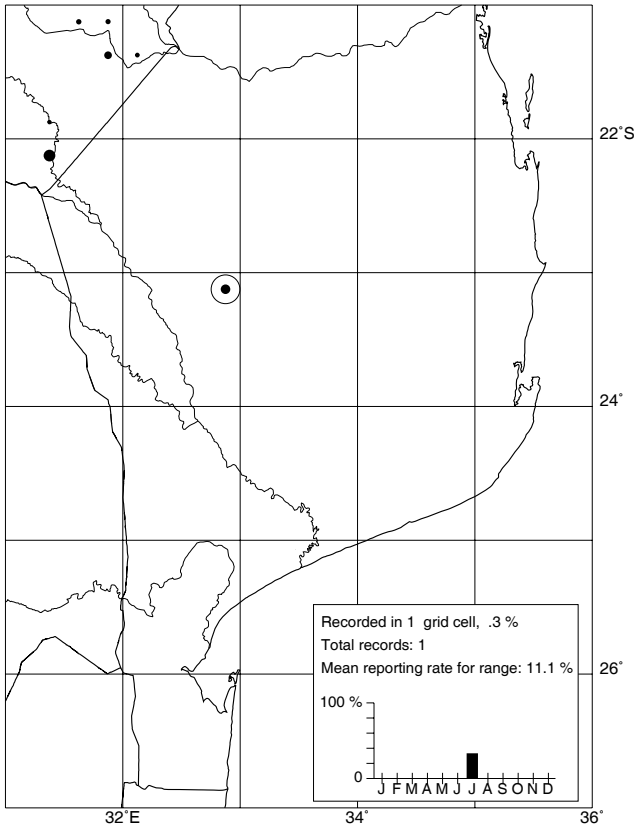 22˚S
24˚
Recorded in 1 grid cell, .3 %
Total records: 1
Mean reporting rate for range: 11.1 %
26˚
100 %
0
J F M A M J J A S O N D
32˚E 34˚ 36˚